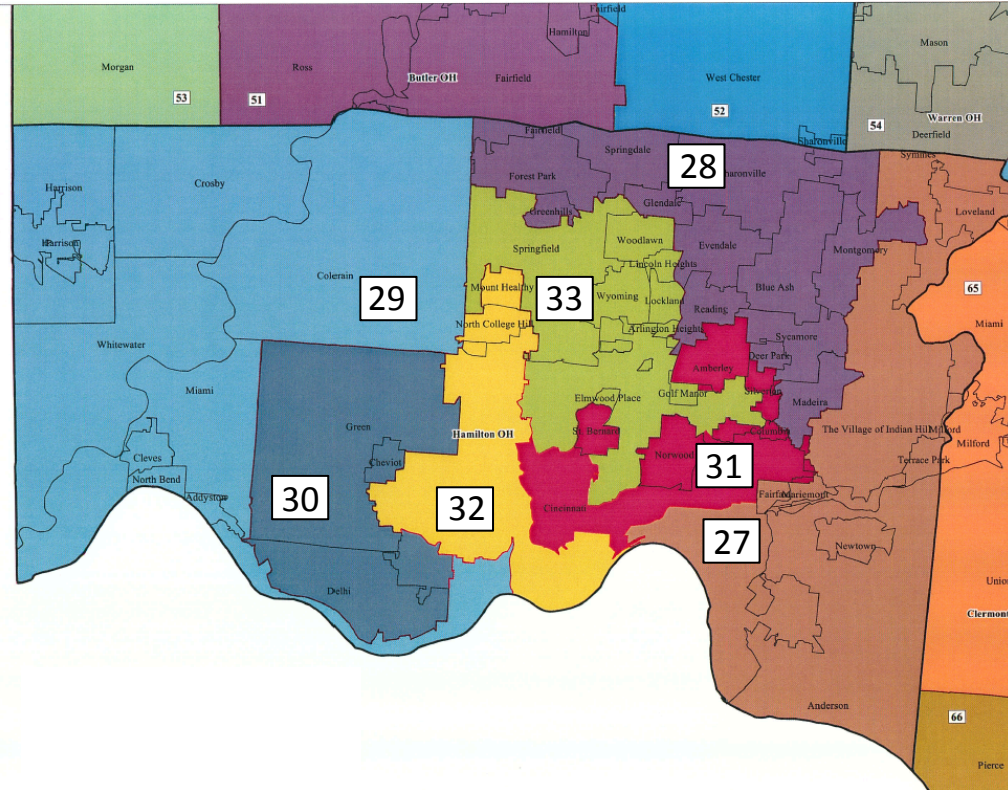 Fairfield
Hamilton
Mason
Morgan
Ross
Butler OH
Fairfield
West Chester
53
51
52
54
Warren OH
Deerfield
Fairfield
Sharonville
Springdale
28
Symmes
Forest Park
Crosby
Harrison
Greenhills
Glendale
Loveland
Harrison
Springfield
Woodlawn
Evendale
Montgomery
Lincoln Heights
Colerain
29
Mount Healthy
33
Wyoming
Lockland
Blue Ash
65
Reading
Miami
North College Hill
Arlington Heights
Sycamore
Whitewater
Deer Park
Amberley
Miami
Elmwood Place
Golf Manor
Silverton
Madeira
Green
Hamilton OH
St. Bernard
Columbia
The Village of Indian Hill
Milford
Milford
Cleves
Cheviot
Norwood
31
Terrace Park
North Bend
Addyston
30
32
Cincinnati
Mariemont
27
Newtown
Delhi
Union
Clermont
Anderson
66
Pierce